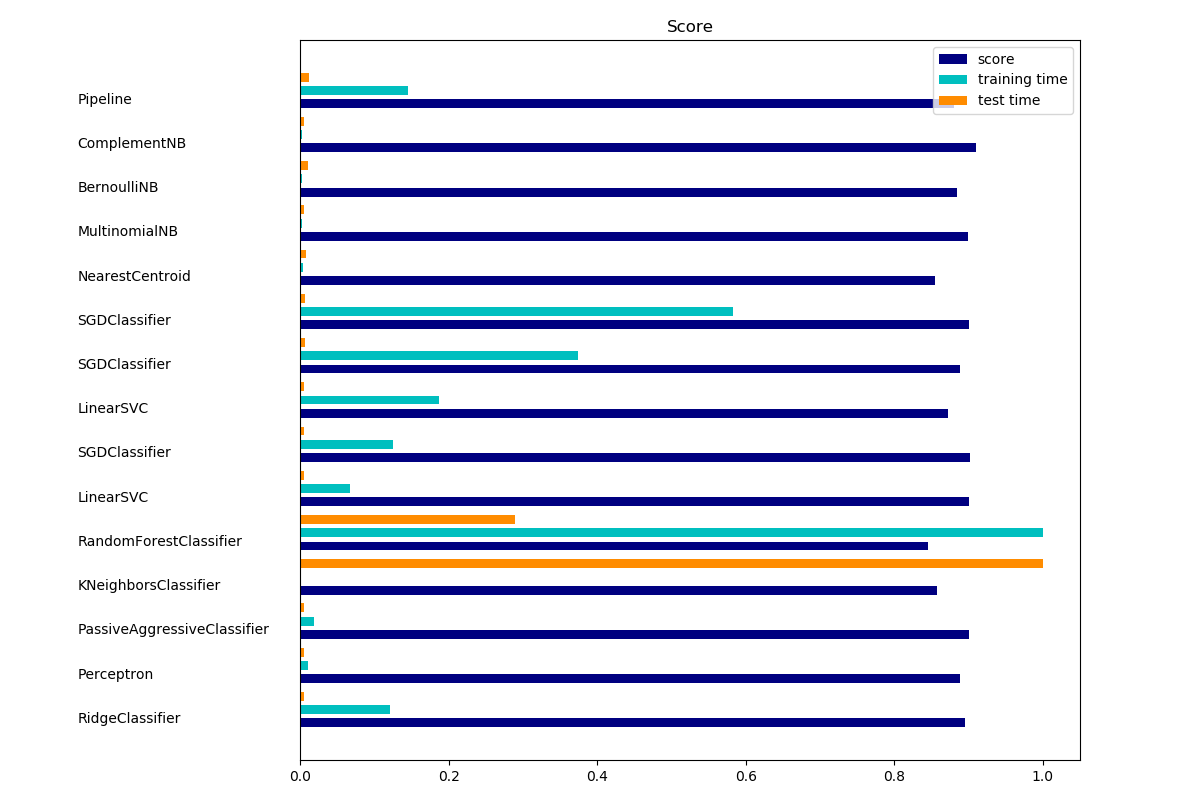 Score
score
training time
test time
Pipeline
ComplementNB
BernoulliNB
MultinomialNB
NearestCentroid
SGDClassifier
SGDClassifier
LinearSVC
SGDClassifier
LinearSVC
RandomForestClassifier
KNeighborsClassifier
PassiveAggressiveClassifier
Perceptron
RidgeClassifier
0.0 0.2 0.4 0.6 0.8 1.0